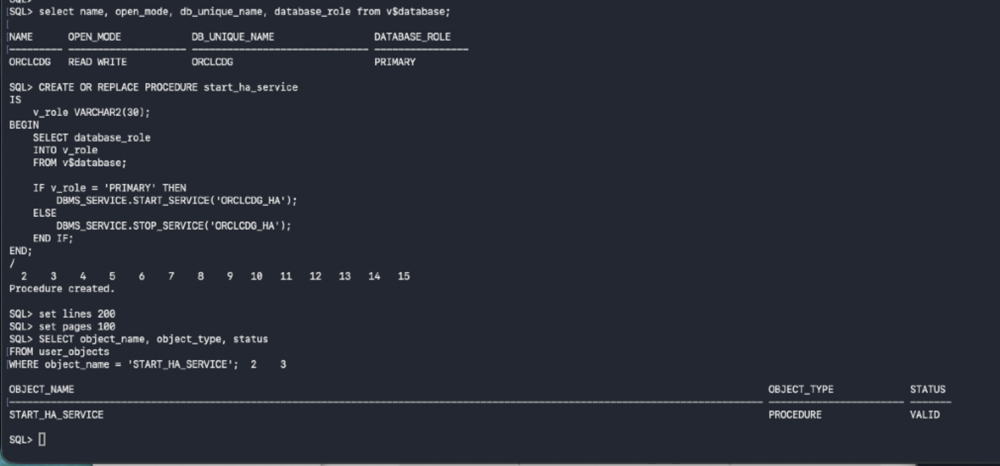 SQL>
SQL> select name, open_mode, db_unique_name, database_role from v$database;
NAME      OPEN_MODE            DB_UNIQUE_NAME                 DATABASE_ROLE
--------- -------------------- ------------------------------ ----------------
ORCLCDG   READ WRITE           ORCLCDG                        PRIMARY
SQL> CREATE OR REPLACE PROCEDURE start_ha_service
IS
    v_role VARCHAR2(30);
BEGIN
    SELECT database_role
    INTO v_role
    FROM v$database;
    IF v_role = 'PRIMARY' THEN
        DBMS_SERVICE.START_SERVICE('ORCLCDG_HA');
    ELSE
        DBMS_SERVICE.STOP_SERVICE('ORCLCDG_HA');
    END IF;
END;
/
  2    3    4    5    6    7    8    9   10   11   12   13   14   15
Procedure created.
SQL> set lines 200
SQL> set pages 100
SQL> SELECT object_name, object_type, status
FROM user_objects
WHERE object_name = 'START_HA_SERVICE';  2    3
OBJECT_NAME                                                                                                                      OBJECT_TYPE             STATUS
-------------------------------------------------------------------------------------------------------------------------------- ----------------------- -------
START_HA_SERVICE                                                                                                                 PROCEDURE               VALID
SQL>